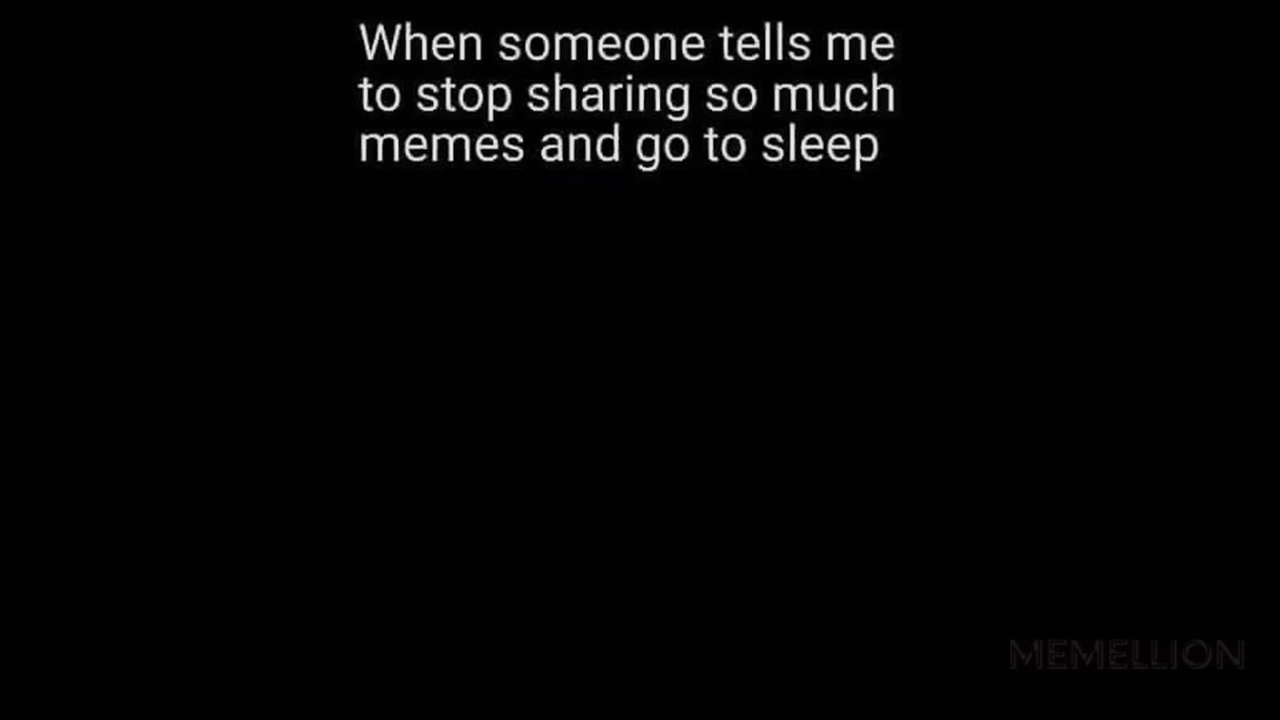 When someone tells me
to stop sharing so much
memes and go to sleep
MEMELLION